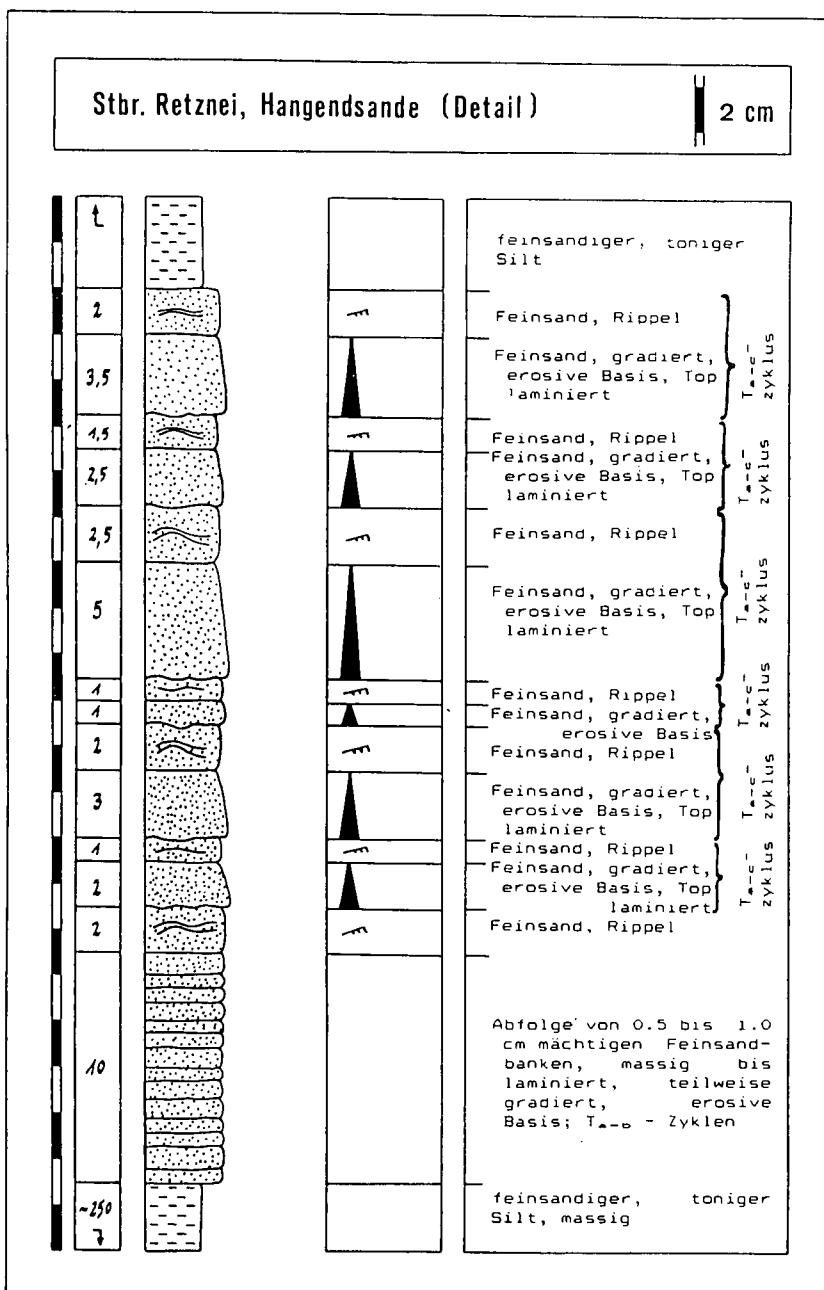 Stbr. Retznei, Hangendsande (Detail)
2 cm
feinsandiger, toniger
Silt
2
Feinsand, Rippel
3,5
Feinsand, gradiert,
erosive Basis, Top
laminiert
Ta-c-
zyklus
1,5
Feinsand, Rippel
2,5
Feinsand, gradiert,
erosive Basis, Top
laminiert
Ta-c-
zyklus
2,5
Feinsand, Rippel
5
Feinsand, gradiert,
erosive Basis, Top
laminiert
Ta-c-
zyklus
1
Feinsand, Rippel
1
Feinsand, gradiert,
erosive Basis
Ta-c-
zyklus
2
Feinsand, Rippel
3
Feinsand, gradiert,
erosive Basis, Top
laminiert
Ta-c-
zyklus
1
Feinsand, Rippel
2
Feinsand, gradiert,
erosive Basis, Top
laminiert
Ta-c-
zyklus
2
Feinsand, Rippel
10
Abfolge von 0.5 bis 1.0
cm mächtigen Feinsand-
banken, massig bis
laminiert, teilweise
gradiert, erosive
Basis; Ta-b - Zyklen
~250
feinsandiger, toniger
Silt, massig